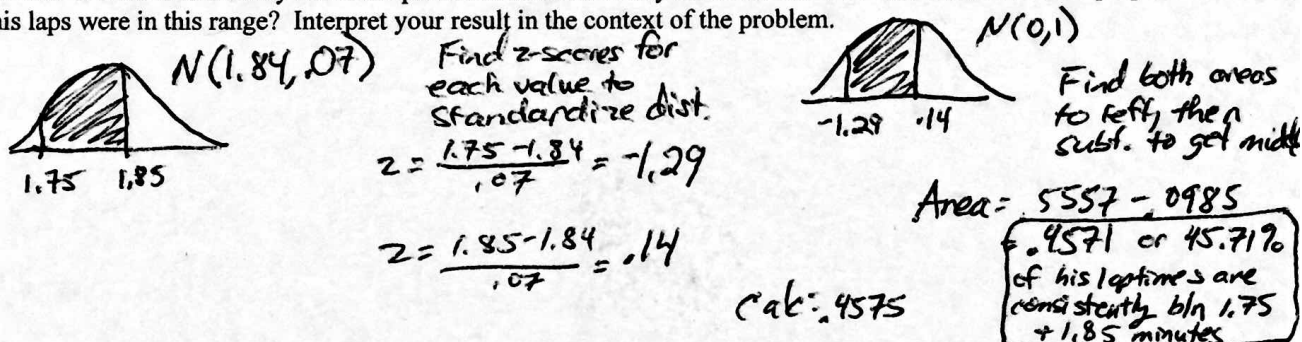 his laps were in this range? Interpret your result in the context of the problem.
N(1.84, .07)
1.75 1.85
Find z-scores for
each value to
standardize dist.
z = 1.75 - 1.84 / .07 = -1.29
z = 1.85 - 1.84 / .07 = .14
N(0,1)
-1.29 .14
Find both areas
to left, then
subt. to get middl
Area = .5557 - .0985
= .4571 or 45.71%
of his laptimes are
consistently b/n 1.75
+ 1.85 minutes
Calc: .4575